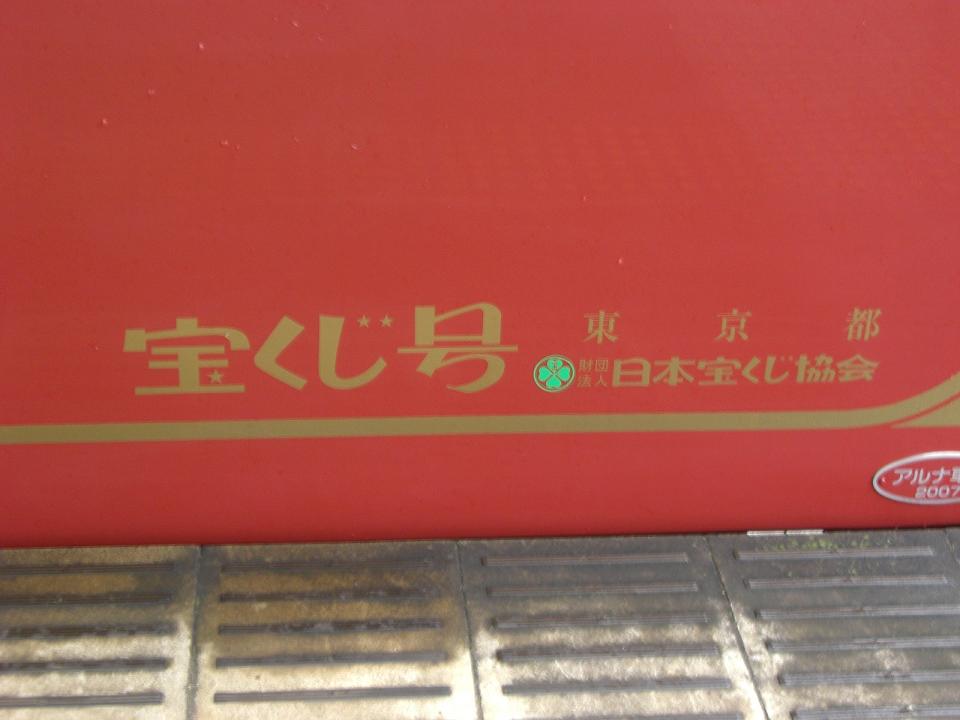 宝くじ号
東京都
財団法人 日本宝くじ協会
アルナ車
2007